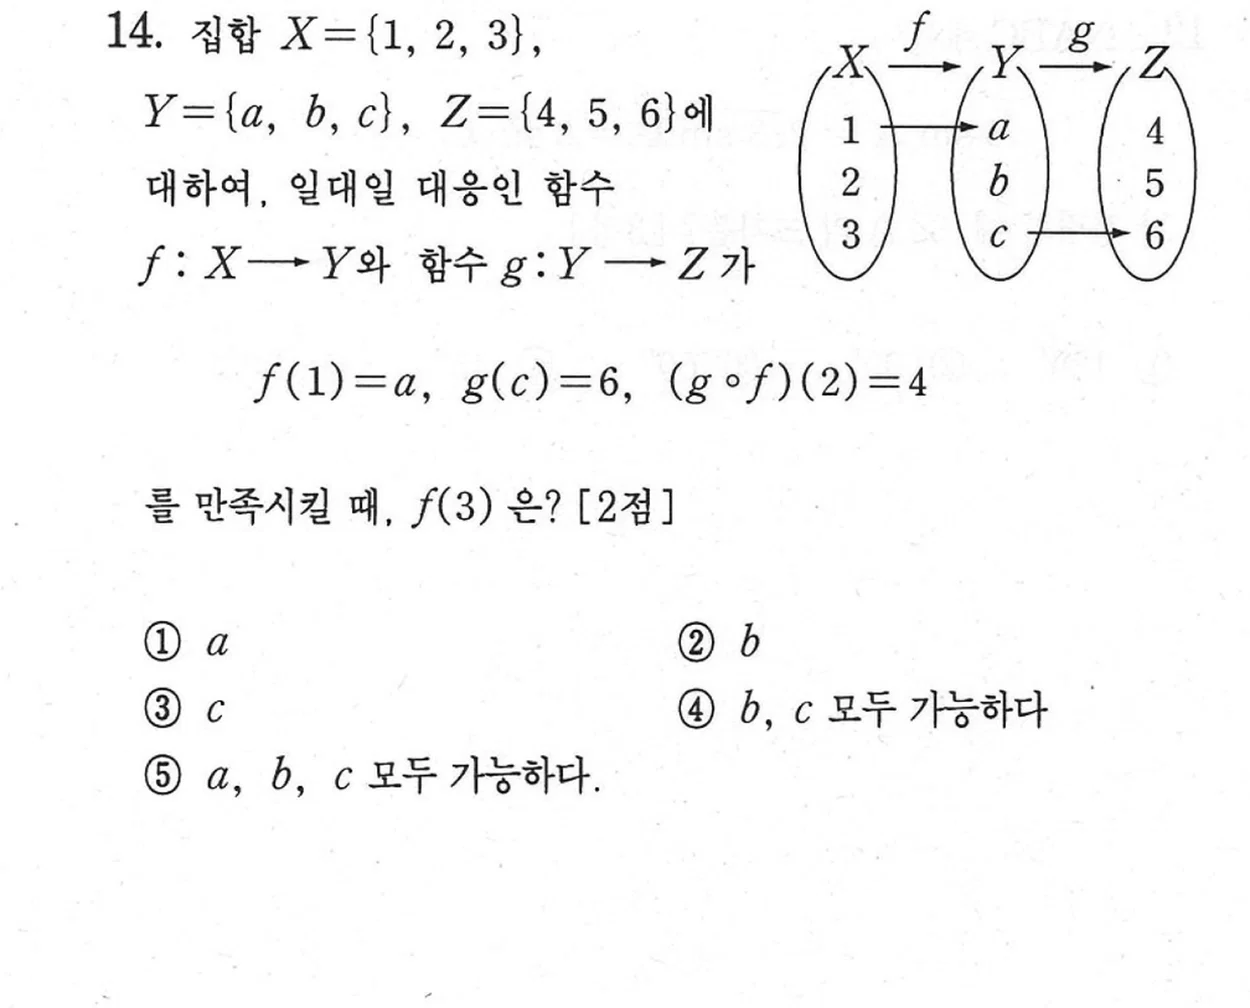 14. 집합 X={1, 2, 3},
Y={a, b, c}, Z={4, 5, 6}에
대하여, 일대일 대응인 함수
f : X → Y와 함수 g : Y → Z 가
f g
X → Y → Z
1 → a 4
2 b 5
3 c → 6
f(1)=a, g(c)=6, (g∘f)(2)=4
를 만족시킬 때, f(3) 은? [2점]
① a ② b
③ c ④ b, c 모두 가능하다
⑤ a, b, c 모두 가능하다.